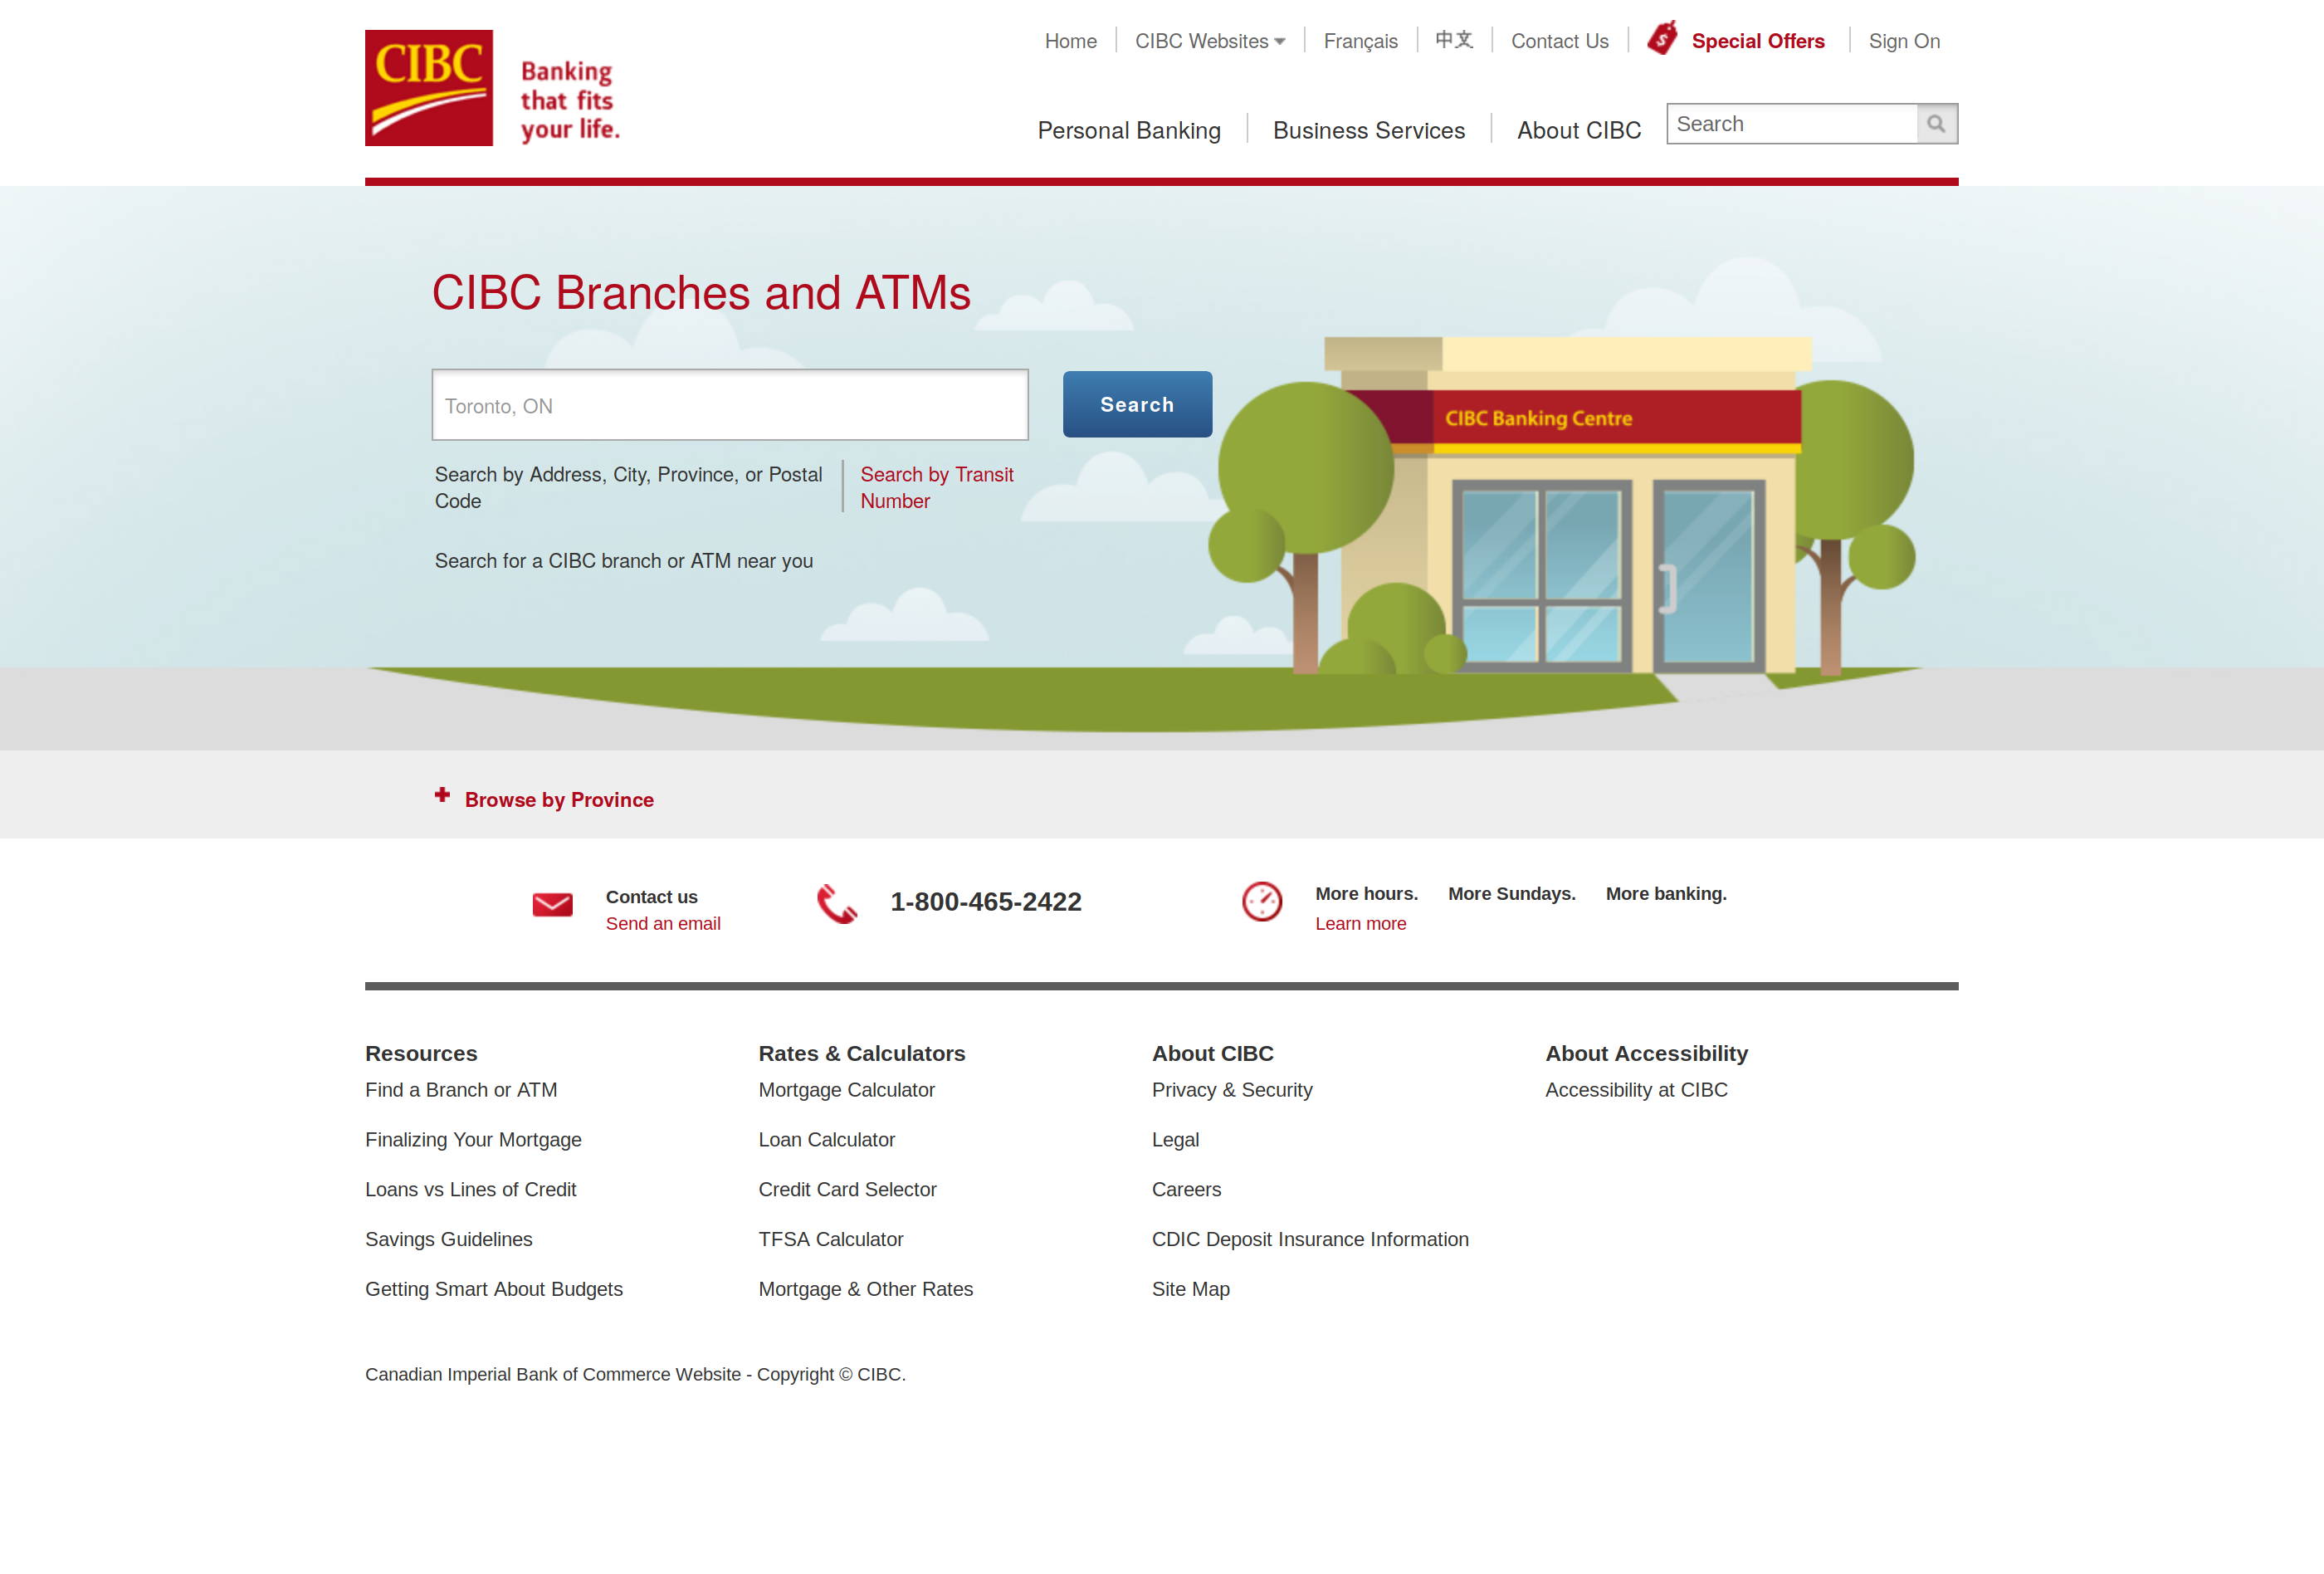 CIBC
Banking
that fits
your life.
Home
CIBC Websites
Français
中文
Contact Us
Special Offers
Sign On
Personal Banking
Business Services
About CIBC
Search
CIBC Branches and ATMs
Toronto, ON
Search
Search by Address, City, Province, or Postal
Code
Search by Transit
Number
Search for a CIBC branch or ATM near you
CIBC Banking Centre
Browse by Province
Contact us
Send an email
1-800-465-2422
More hours. More Sundays. More banking.
Learn more
Resources
Find a Branch or ATM
Finalizing Your Mortgage
Loans vs Lines of Credit
Savings Guidelines
Getting Smart About Budgets
Rates & Calculators
Mortgage Calculator
Loan Calculator
Credit Card Selector
TFSA Calculator
Mortgage & Other Rates
About CIBC
Privacy & Security
Legal
Careers
CDIC Deposit Insurance Information
Site Map
About Accessibility
Accessibility at CIBC
Canadian Imperial Bank of Commerce Website - Copyright © CIBC.